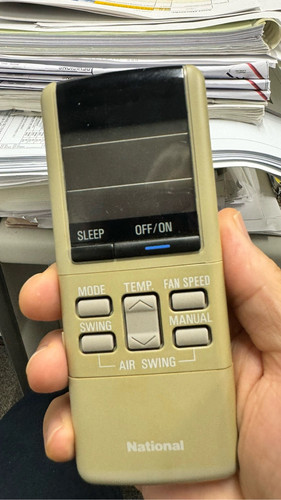 SLEEP OFF/ON
MODE TEMP. FAN SPEED
SWING MANUAL
AIR SWING
National